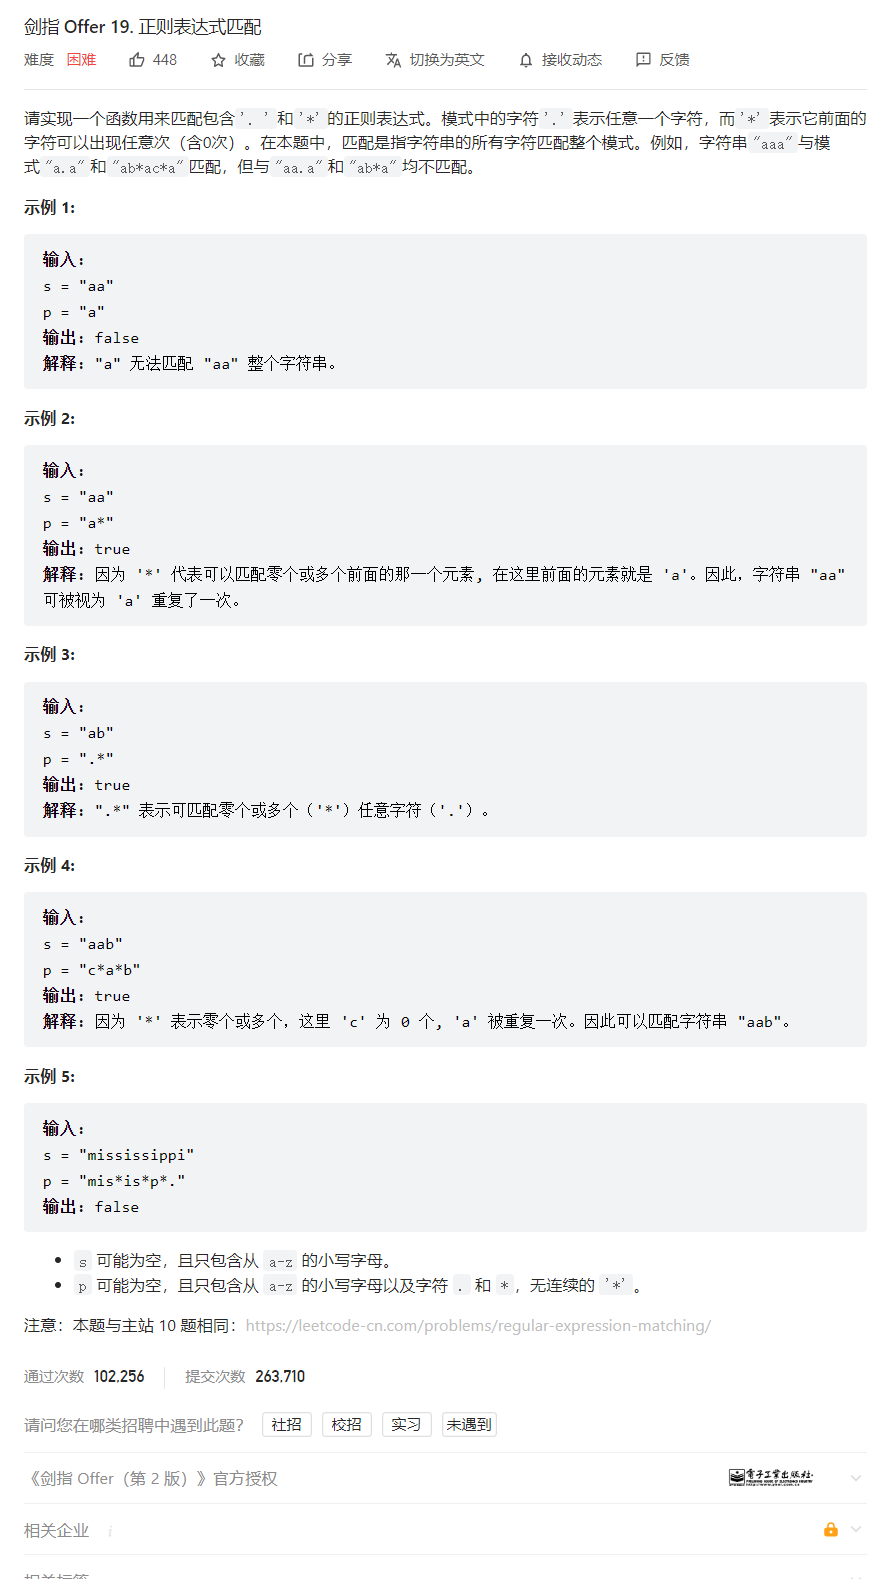 剑指 Offer 19. 正则表达式匹配
难度 困难 448 收藏 分享 切换为英文 接收动态 反馈
请实现一个函数用来匹配包含'. '和'*'的正则表达式。模式中的字符'.'表示任意一个字符，而'*'表示它前面的
字符可以出现任意次（含0次）。在本题中，匹配是指字符串的所有字符匹配整个模式。例如，字符串"aaa"与模
式"a.a"和"ab*ac*a"匹配，但与"aa.a"和"ab*a"均不匹配。
示例 1:
输入:
s = "aa"
p = "a"
输出: false
解释: "a" 无法匹配 "aa" 整个字符串。
示例 2:
输入:
s = "aa"
p = "a*"
输出: true
解释: 因为 '*' 代表可以匹配零个或多个前面的那一个元素, 在这里前面的元素就是 'a'。因此，字符串 "aa"
可被视为 'a' 重复了一次。
示例 3:
输入:
s = "ab"
p = ".*"
输出: true
解释: ".*" 表示可匹配零个或多个（'*'）任意字符（'.'）。
示例 4:
输入:
s = "aab"
p = "c*a*b"
输出: true
解释: 因为 '*' 表示零个或多个，这里 'c' 为 0 个, 'a' 被重复一次。因此可以匹配字符串 "aab"。
示例 5:
输入:
s = "mississippi"
p = "mis*is*p*."
输出: false
• s 可能为空，且只包含从 a-z 的小写字母。
• p 可能为空，且只包含从 a-z 的小写字母以及字符 . 和 *，无连续的 '*'。
注意：本题与主站 10 题相同：https://leetcode-cn.com/problems/regular-expression-matching/
通过次数 102,256 提交次数 263,710
请问您在哪类招聘中遇到此题？ 社招 校招 实习 未遇到
《剑指 Offer（第 2 版）》官方授权 电子工业出版社
相关企业 i